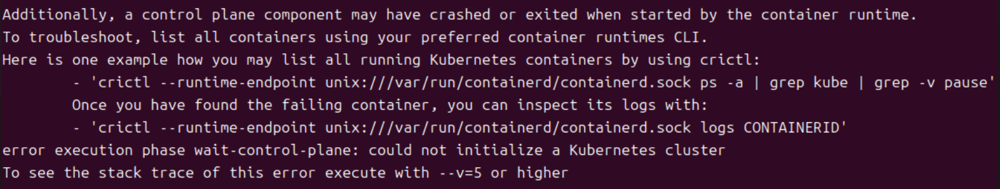 Additionally, a control plane component may have crashed or exited when started by the container runtime.
To troubleshoot, list all containers using your preferred container runtimes CLI.
Here is one example how you may list all running Kubernetes containers by using crictl:
        - 'crictl --runtime-endpoint unix:///var/run/containerd/containerd.sock ps -a | grep kube | grep -v pause'
        Once you have found the failing container, you can inspect its logs with:
        - 'crictl --runtime-endpoint unix:///var/run/containerd/containerd.sock logs CONTAINERID'
error execution phase wait-control-plane: could not initialize a Kubernetes cluster
To see the stack trace of this error execute with --v=5 or higher